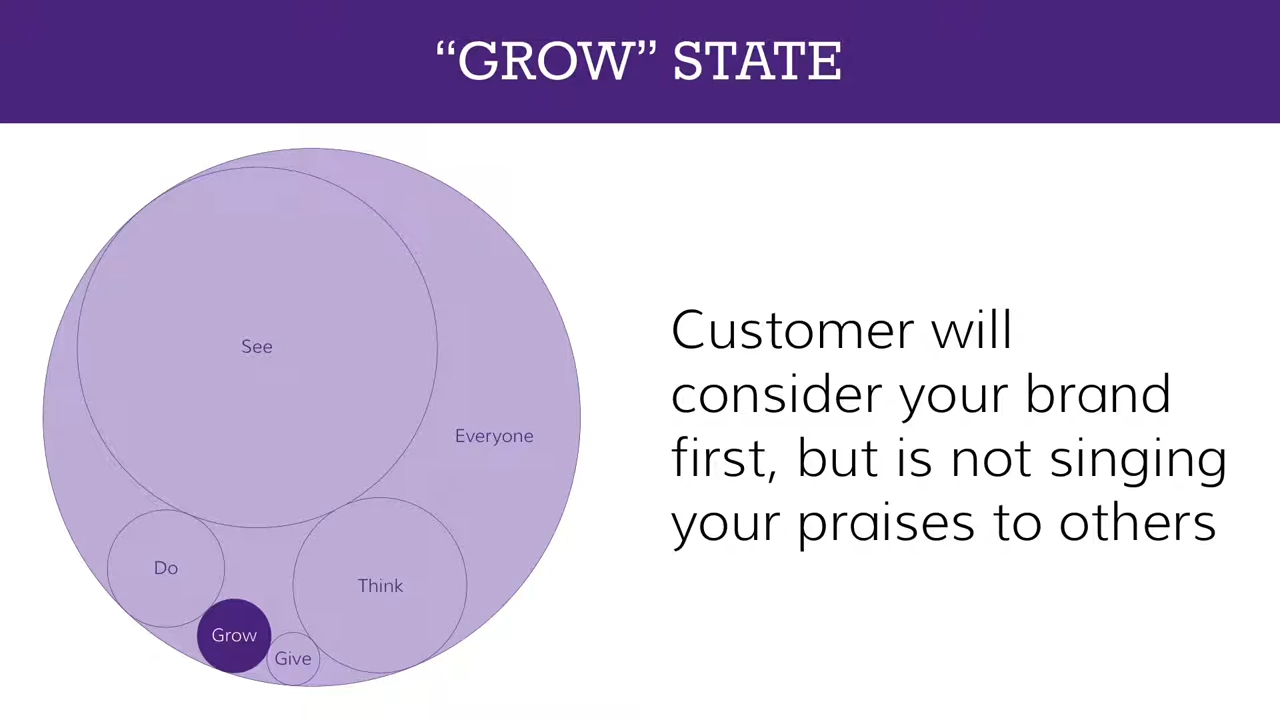 “GROW” STATE
See
Everyone
Do
Think
Grow
Give
Customer will
consider your brand
first, but is not singing
your praises to others